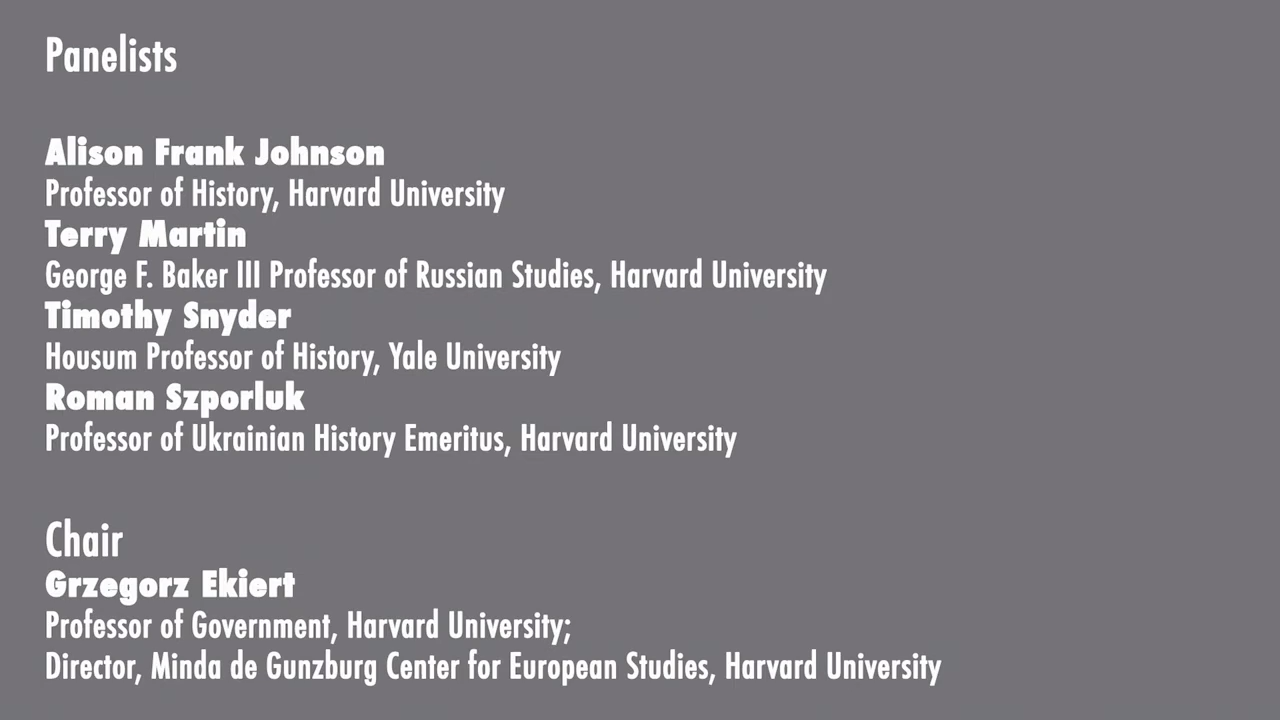 Panelists
Alison Frank Johnson
Professor of History, Harvard University
Terry Martin
George F. Baker III Professor of Russian Studies, Harvard University
Timothy Snyder
Housum Professor of History, Yale University
Roman Szporluk
Professor of Ukrainian History Emeritus, Harvard University
Chair
Grzegorz Ekiert
Professor of Government, Harvard University;
Director, Minda de Gunzburg Center for European Studies, Harvard University